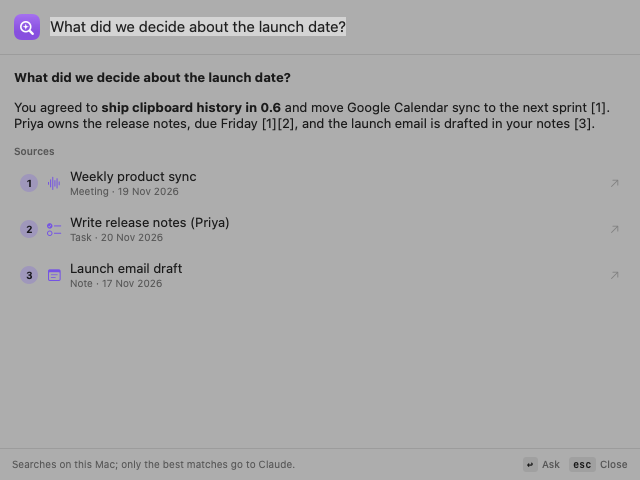 What did we decide about the launch date?
What did we decide about the launch date?
You agreed to ship clipboard history in 0.6 and move Google Calendar sync to the next sprint [1].
Priya owns the release notes, due Friday [1][2], and the launch email is drafted in your notes [3].
Sources
1 Weekly product sync
Meeting · 19 Nov 2026
2 Write release notes (Priya)
Task · 20 Nov 2026
3 Launch email draft
Note · 17 Nov 2026
Searches on this Mac; only the best matches go to Claude. ↵ Ask esc Close